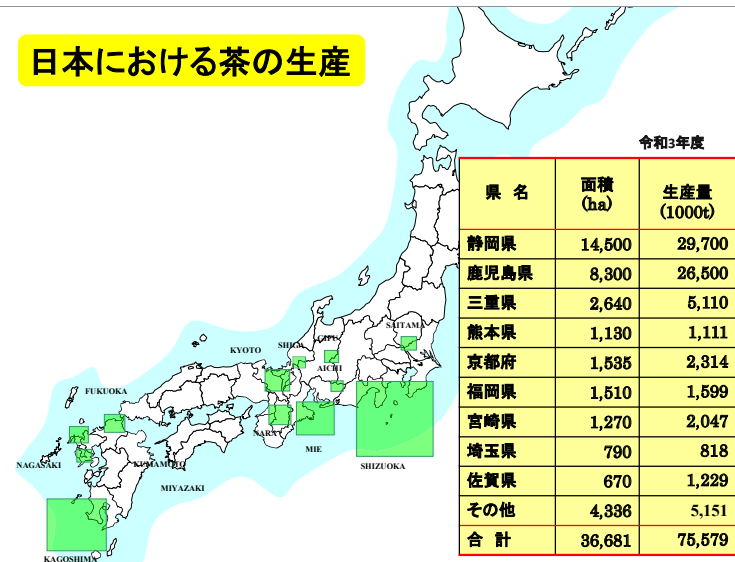 日本における茶の生産
令和3年度
県 名 面積(ha) 生産量(1000t)
静岡県 14,500 29,700
鹿児島県 8,300 26,500
三重県 2,640 5,110
熊本県 1,130 1,111
京都府 1,535 2,314
福岡県 1,510 1,599
宮崎県 1,270 2,047
埼玉県 790 818
佐賀県 670 1,229
その他 4,336 5,151
合 計 36,681 75,579
SAITAMA
GIFU
SHIGA
KYOTO
AICHI
FUKUOKA
NARA
MIE
SHIZUOKA
NAGASAKI
KUMAMOTO
MIYAZAKI
KAGOSHIMA